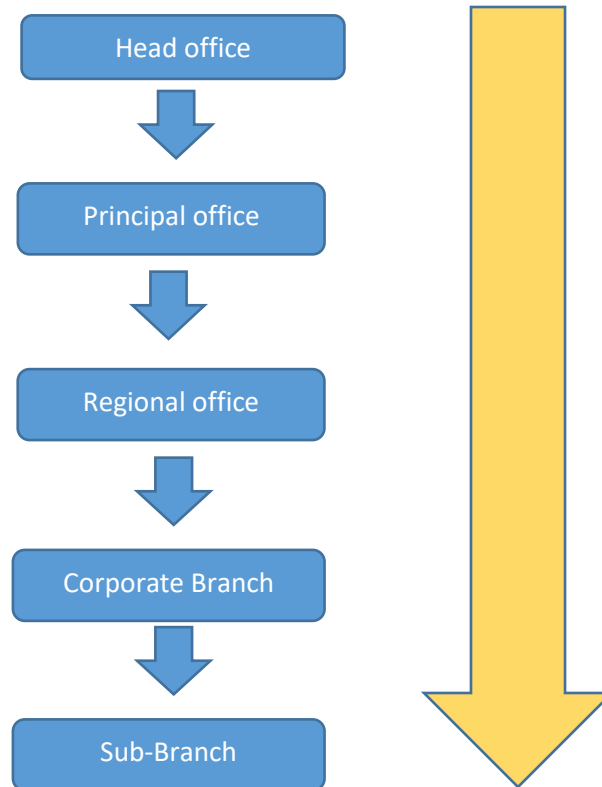 Head office
Principal office
Regional office
Corporate Branch
Sub-Branch